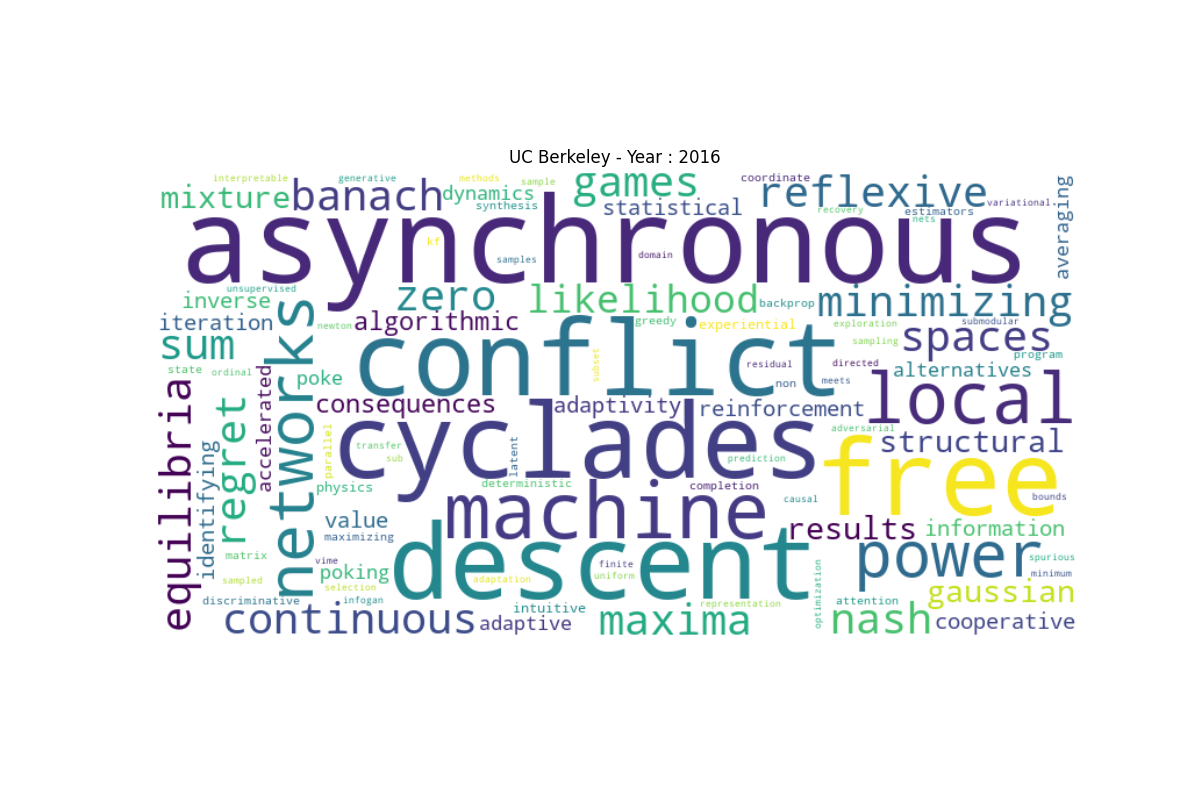 UC Berkeley - Year : 2016
interpretable
generative
methods
sample
games
coordinate
reflexive
mixture
banach
dynamics
synthesis
statistical
recovery
estimators
nets
variational
averaging
asynchronous
kf
samples
domain
unsupervised
inverse
zero
likelihood
backprop
minimizing
iteration
newton
algorithmic
greedy
experiential
exploration
submodular
sum
networks
conflict
sampling
spaces
program
state
ordinal
poke
subset
residual
non
directed
meets
alternatives
local
equilibria
regret
accelerated
consequences
cyclades
adaptivity
reinforcement
adversarial
structural
identifying
parallel
transfer
sub
latent
prediction
free
physics
deterministic
machine
completion
causal
bounds
value
maximizing
results
information
matrix
vime
descent
power
spurious
sampled
poking
selection
adaptation
finite
uniform
optimization
minimum
gaussian
discriminative
infogan
continuous
adaptive
intuitive
maxima
representation
attention
nash
cooperative